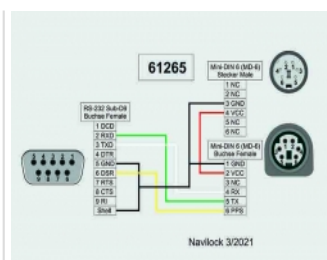 61265
Mini-DIN 6 (MD-6)
Stecker Male
1 NC
2 NC
3 GND
4 VCC
5 NC
6 NC
RS-232 Sub-D9
Buchse Female
1 DCD
2 RXD
3 TXD
4 DTR
5 GND
6 DSR
7 RTS
8 CTS
9 RI
Shell
Mini-DIN 6 (MD-6)
Buchse Female
1 GND
2 VCC
3 NC
4 RX
5 TX
6 PPS
Navilock 3/2021